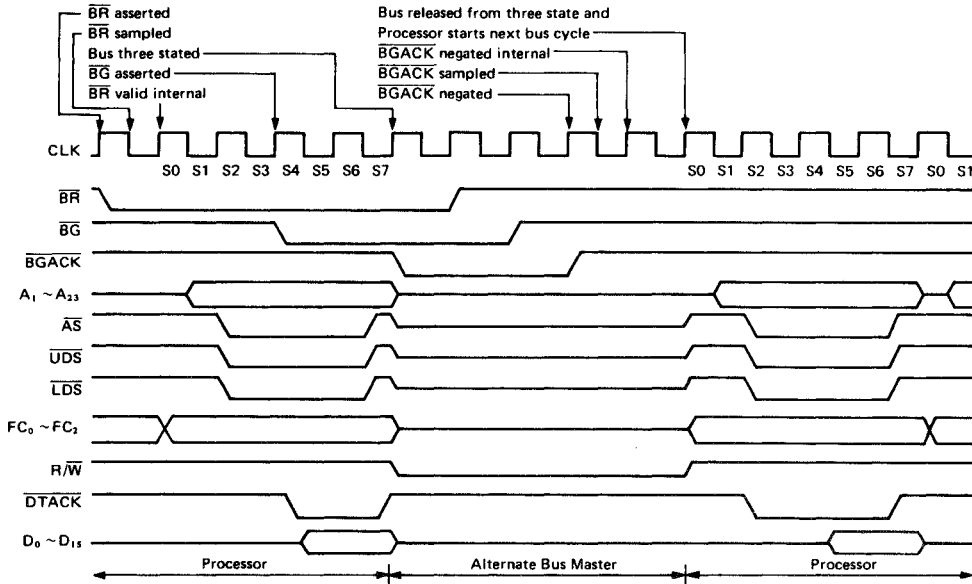 BR asserted
BR sampled
Bus three stated
BG asserted
BR valid internal
Bus released from three state and
Processor starts next bus cycle
BGACK negated internal
BGACK sampled
BGACK negated
CLK
S0 S1 S2 S3 S4 S5 S6 S7 S0 S1 S2 S3 S4 S5 S6 S7 S0 S1
BR
BG
BGACK
A₁ ~ A₂₃
AS
UDS
LDS
FC₀ ~ FC₂
R/W
DTACK
D₀ ~ D₁₅
Processor Alternate Bus Master Processor